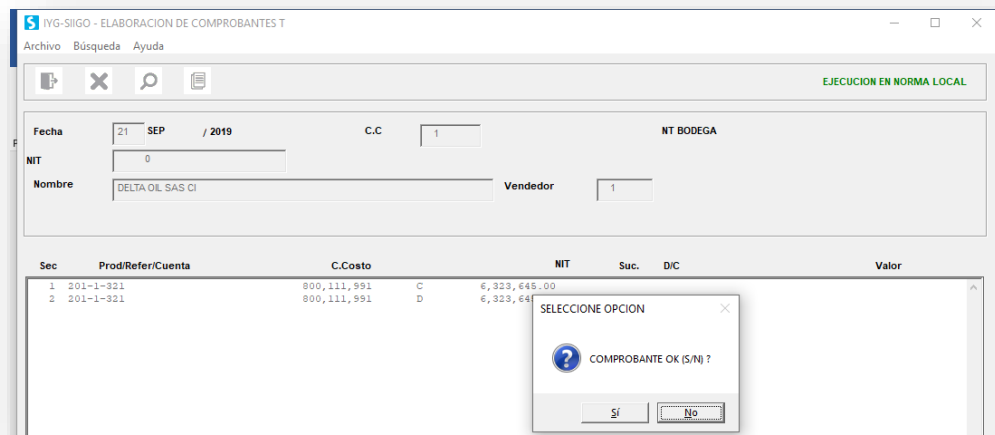 IYG-SIIGO - ELABORACION DE COMPROBANTES T
Archivo Búsqueda Ayuda
EJECUCION EN NORMA LOCAL
Fecha 21 SEP / 2019 C.C 1 NT BODEGA
NIT 0
Nombre DELTA OIL SAS CI Vendedor 1
Sec Prod/Refer/Cuenta C.Costo NIT Suc. D/C Valor
1 201-1-321 800,111,991 C 6,323,645.00
2 201-1-321 800,111,991 D 6,323,64
SELECCIONE OPCION
COMPROBANTE OK (S/N) ?
Sí No